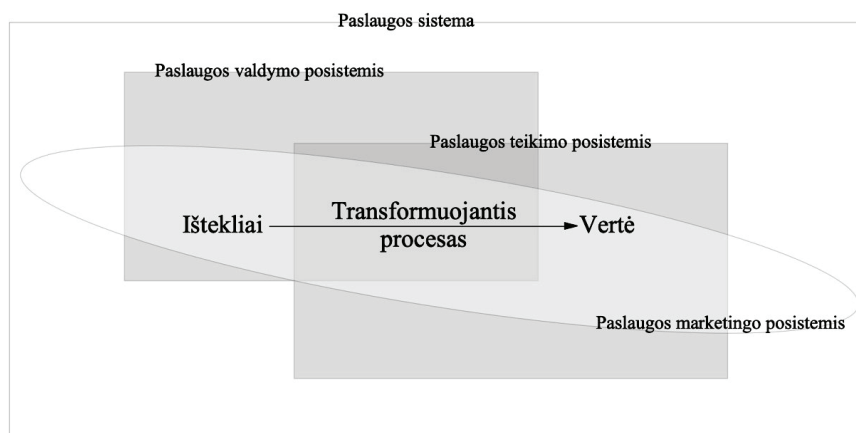 Paslaugos sistema
Paslaugos valdymo posistemis
Paslaugos teikimo posistemis
Ištekliai
Transformuojantis
procesas
Vertė
Paslaugos marketingo posistemis